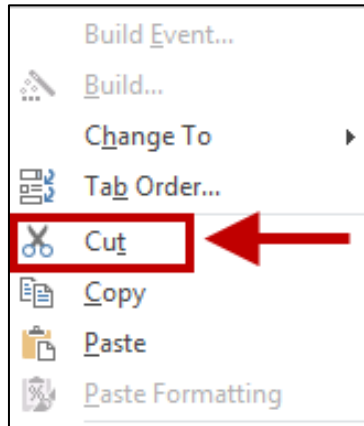 Build Event...
Build...
Change To
Tab Order...
Cut
Copy
Paste
Paste Formatting